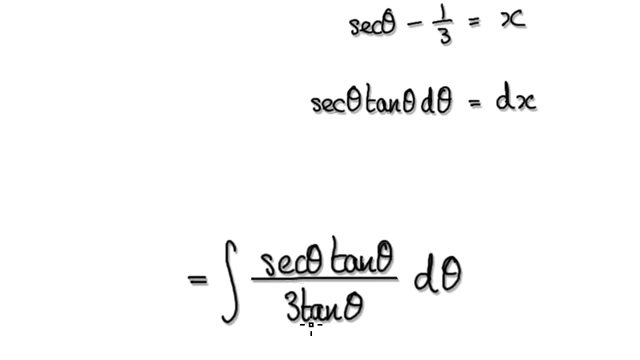 secθ - 1/3 = x
secθ tanθ dθ = dx
= ∫ secθ tanθ / 3tanθ dθ